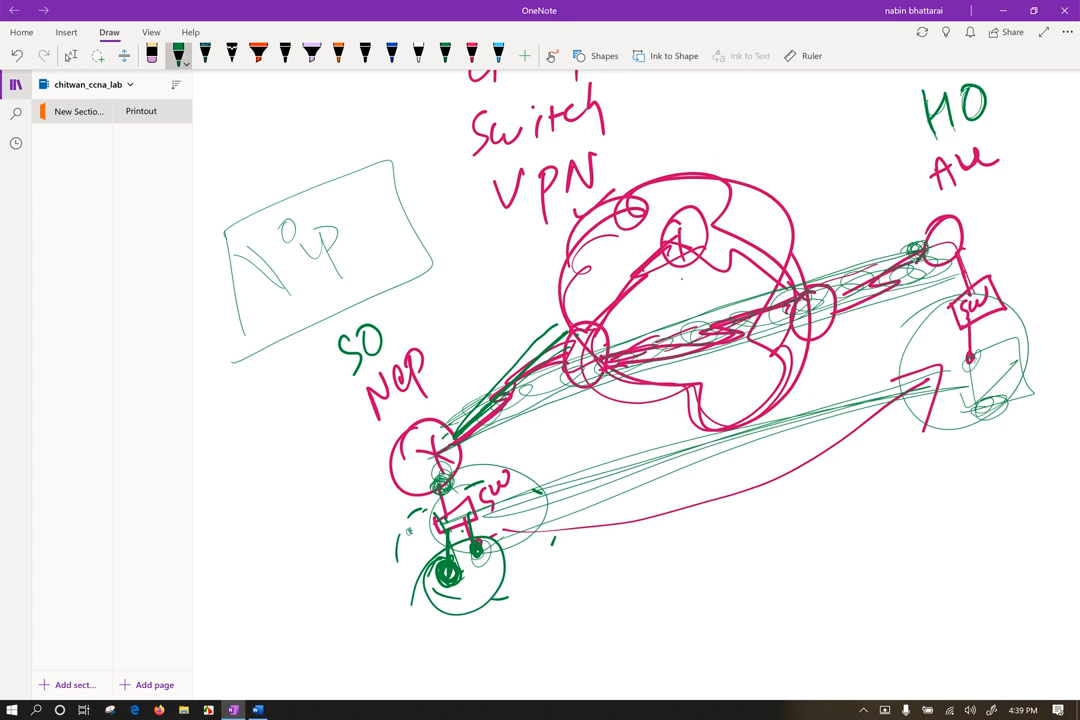 OneNote
nabin bhattarai
Home Insert Draw View Help
Share
Shapes Ink to Shape Ink to Text Ruler
chitwan_ccna_lab
New Sectio... Printout
Switch
VPN
HO
AU
SO
NeP
SW
SW
Add sect... Add page
4:39 PM